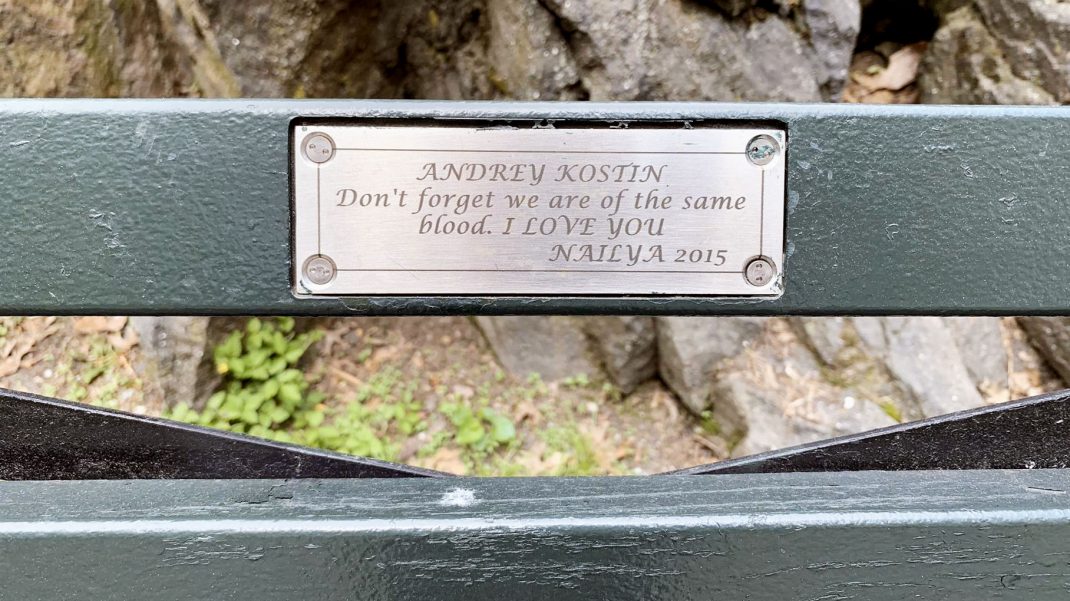 ANDREY KOSTIN
Don't forget we are of the same
blood. I LOVE YOU
NAILYA 2015